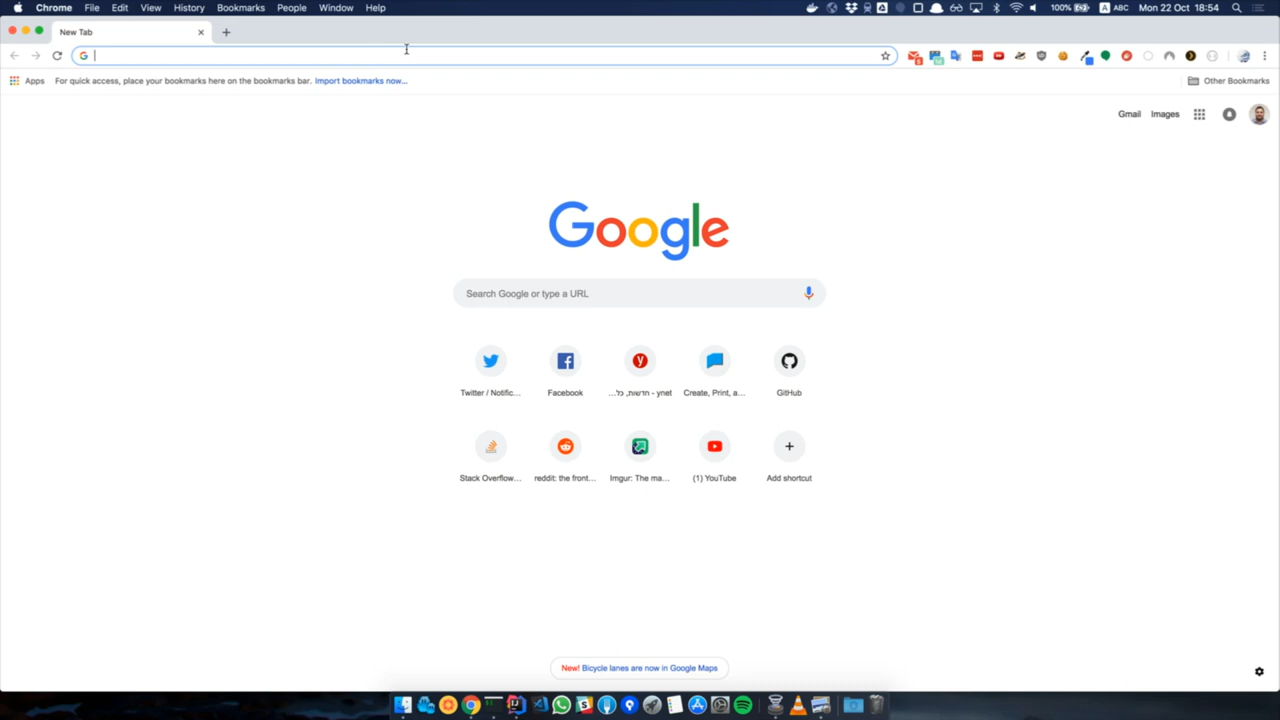 Chrome File Edit View History Bookmarks People Window Help 100% A ABC Mon 22 Oct 18:54
New Tab
Apps For quick access, place your bookmarks here on the bookmarks bar. Import bookmarks now... Other Bookmarks
Gmail Images
Google
Search Google or type a URL
Twitter / Notific... Facebook ynet - חדשות, כל... Create, Print, a... GitHub
Stack Overflow... reddit: the front... Imgur: The ma... (1) YouTube Add shortcut
New! Bicycle lanes are now in Google Maps